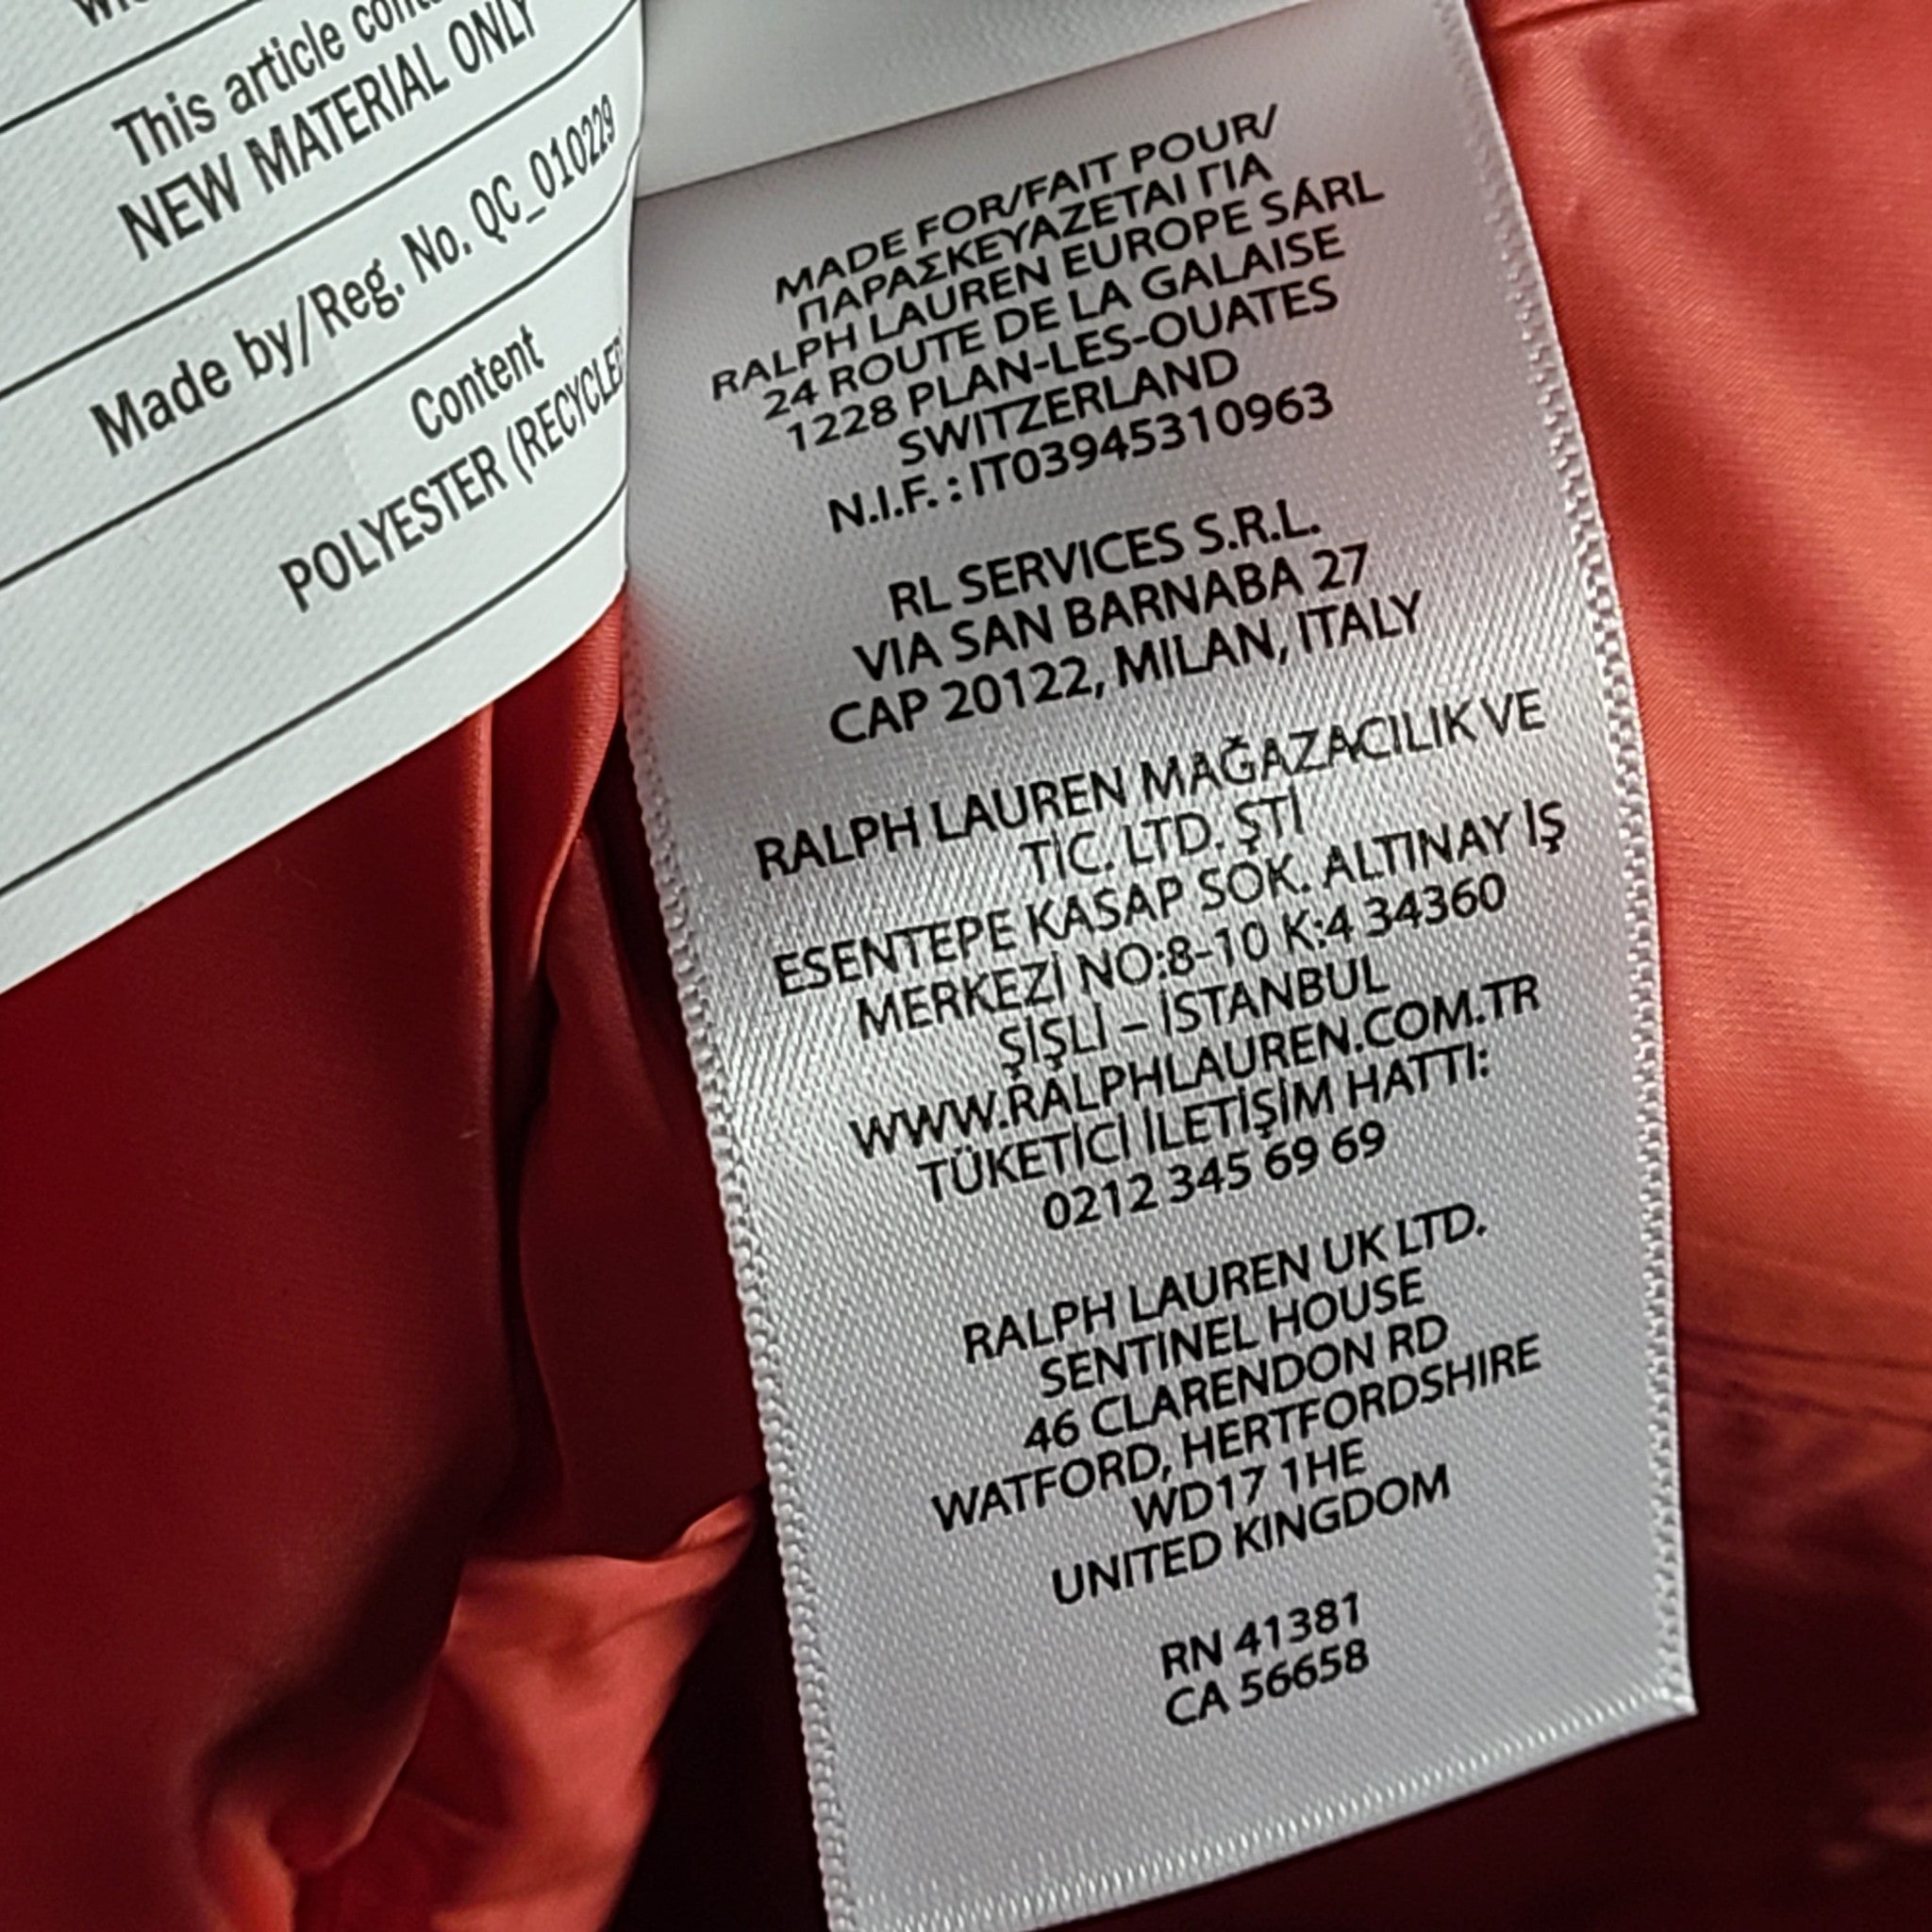 This article
NEW MATERIAL ONLY
Made by/Reg. No. QC_010229
Content
POLYESTER
MADE FOR/FAIT POUR/
ΠΑΡΑΣΚΕΥΑΖΕΤΑΙ ΓΙΑ
RALPH LAUREN EUROPE SÁRL
24 ROUTE DE LA GALAISE
1228 PLAN-LES-OUATES
SWITZERLAND
N.I.F. : IT03945310963
RL SERVICES S.R.L.
VIA SAN BARNABA 27
CAP 20122, MILAN, ITALY
RALPH LAUREN MAĞAZACILIK VE
TİC. LTD. ŞTİ
ESENTEPE KASAP SOK. ALTINAY İŞ
MERKEZİ NO:8-10 K:4 34360
ŞİŞLİ – İSTANBUL
WWW.RALPHLAUREN.COM.TR
TÜKETİCİ İLETİŞİM HATTI:
0212 345 69 69
RALPH LAUREN UK LTD.
SENTINEL HOUSE
46 CLARENDON RD
WATFORD, HERTFORDSHIRE
WD17 1HE
UNITED KINGDOM
RN 41381
CA 56658